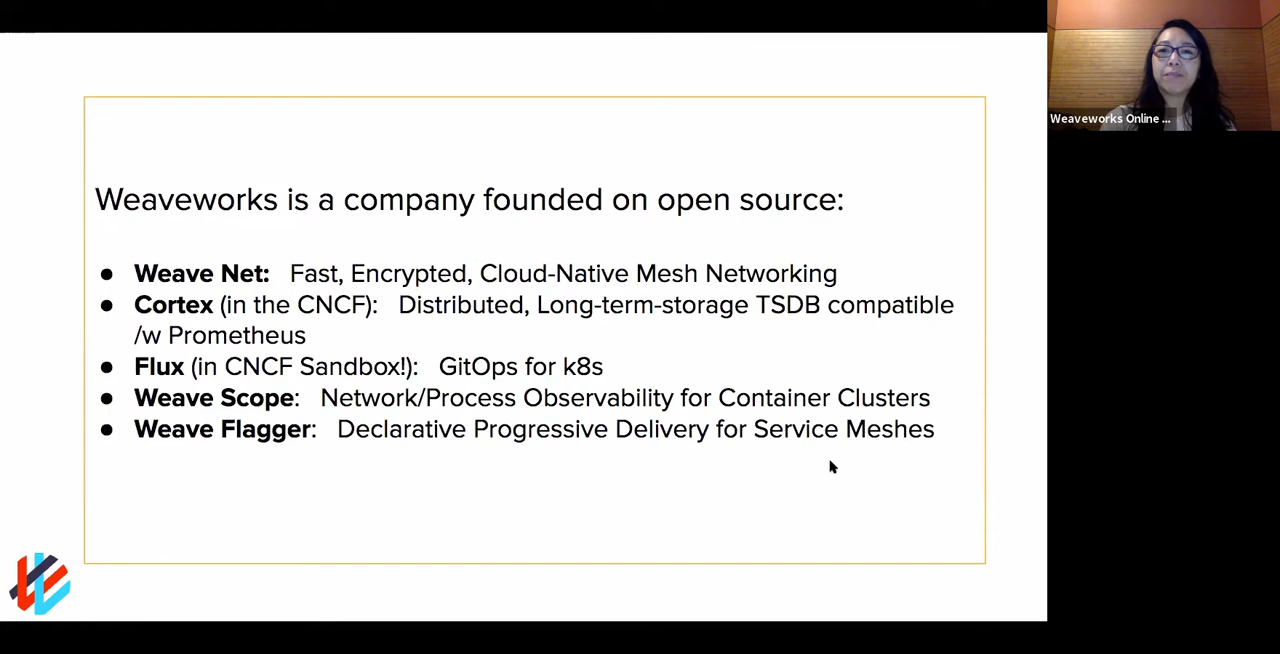 Weaveworks Online ...
Weaveworks is a company founded on open source:
● Weave Net: Fast, Encrypted, Cloud-Native Mesh Networking
● Cortex (in the CNCF): Distributed, Long-term-storage TSDB compatible
/w Prometheus
● Flux (in CNCF Sandbox!): GitOps for k8s
● Weave Scope: Network/Process Observability for Container Clusters
● Weave Flagger: Declarative Progressive Delivery for Service Meshes